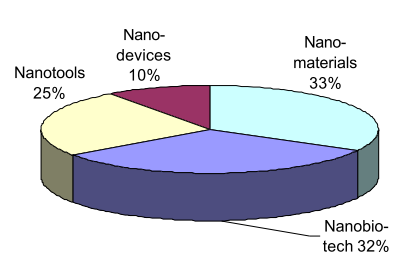 Nano-
devices
10%
Nano-
materials
33%
Nanotools
25%
Nanobio-
tech 32%